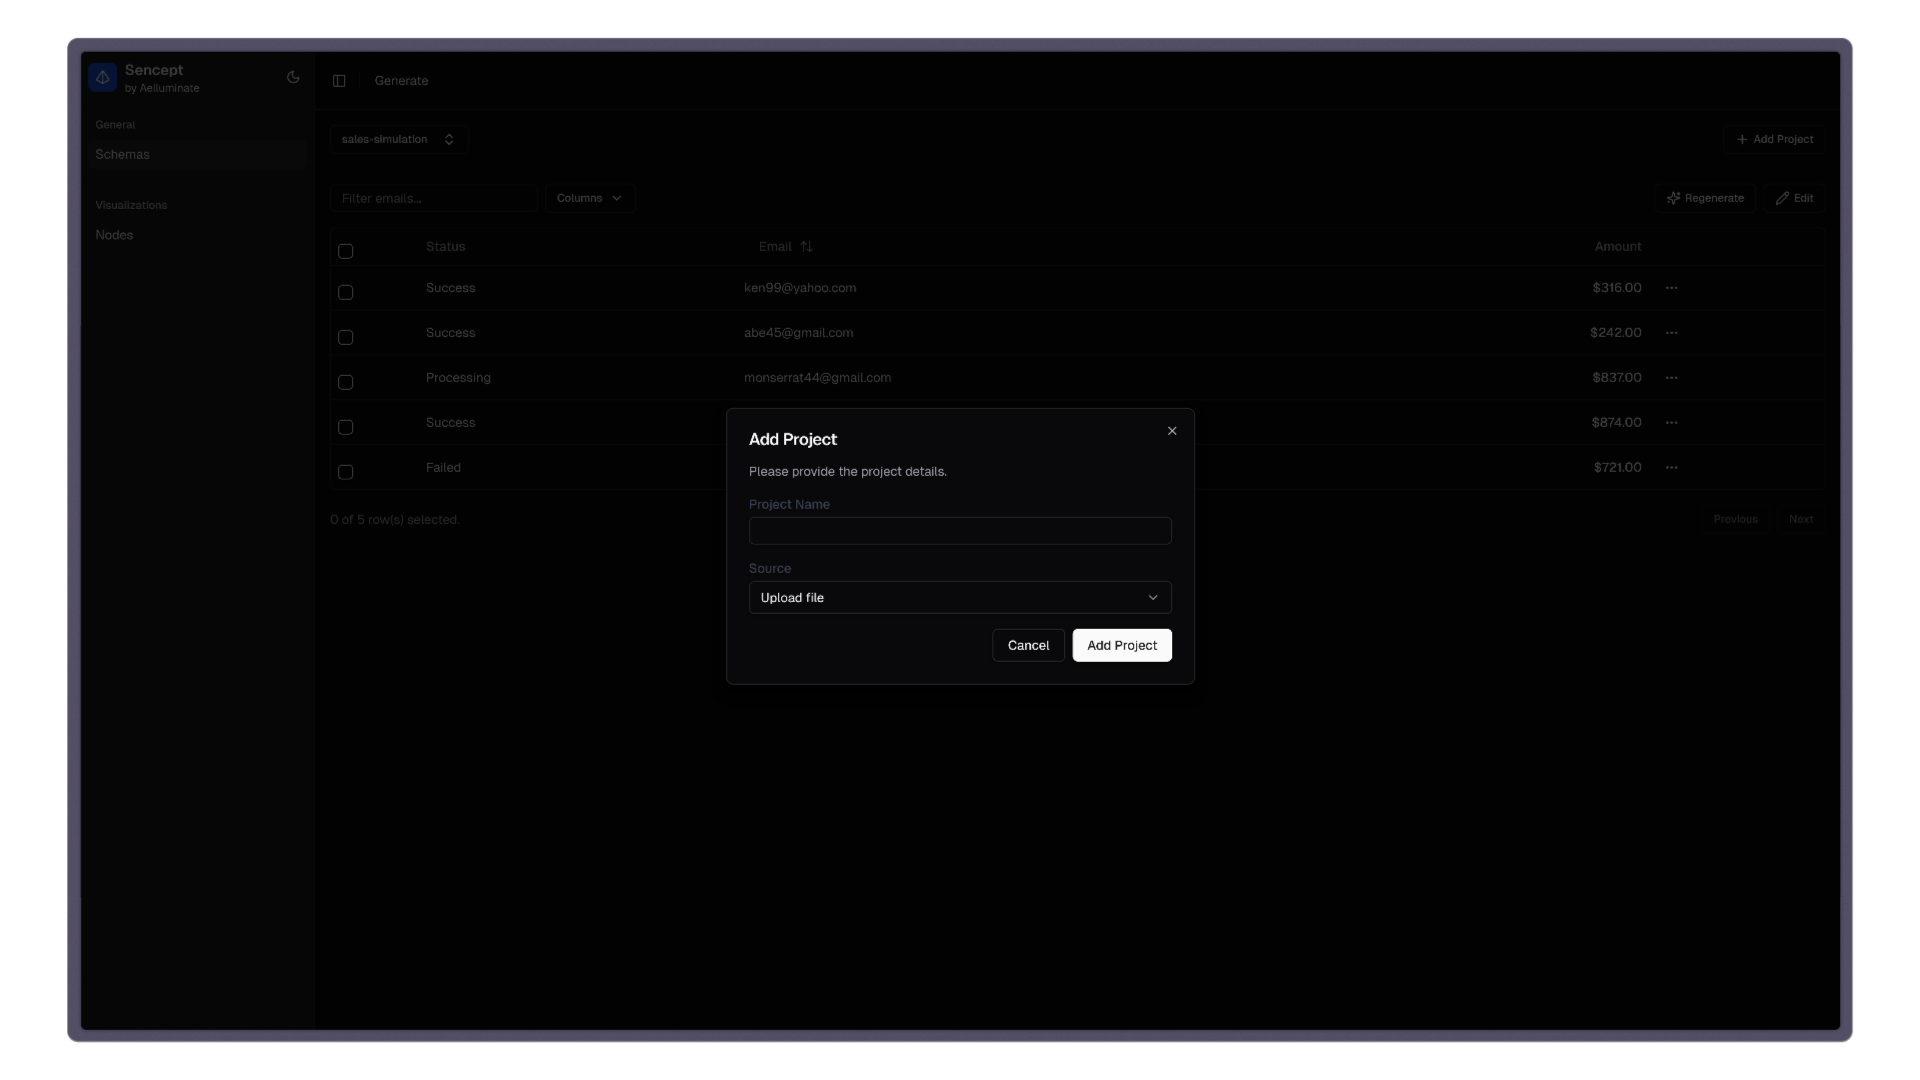 Sencept
by Aelluminate
General
Schemas
Visualizations
Nodes
Generate
sales-simulation
Add Project
Filter emails...
Columns
Regenerate
Edit
Status Email Amount
Success ken99@yahoo.com $316.00
Success abe45@gmail.com $242.00
Processing monserrat44@gmail.com $837.00
Success $874.00
Failed $721.00
0 of 5 row(s) selected.
Previous
Next
Add Project
Please provide the project details.
Project Name
Source
Upload file
Cancel
Add Project